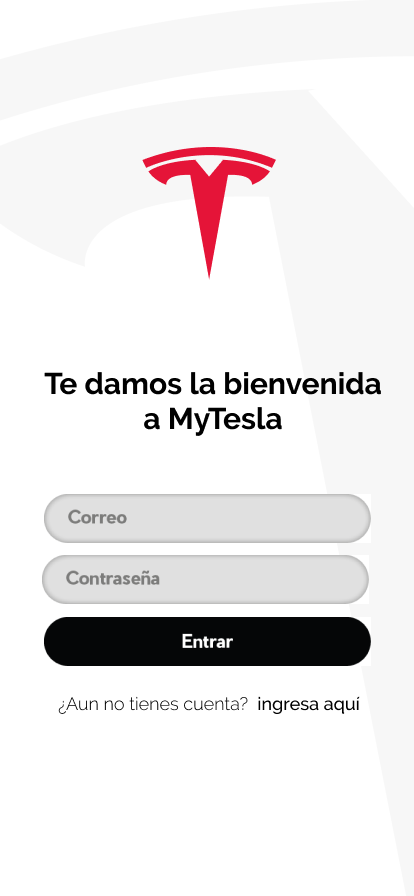 Te damos la bienvenida
a MyTesla
Correo
Contraseña
Entrar
¿Aun no tienes cuenta? ingresa aquí